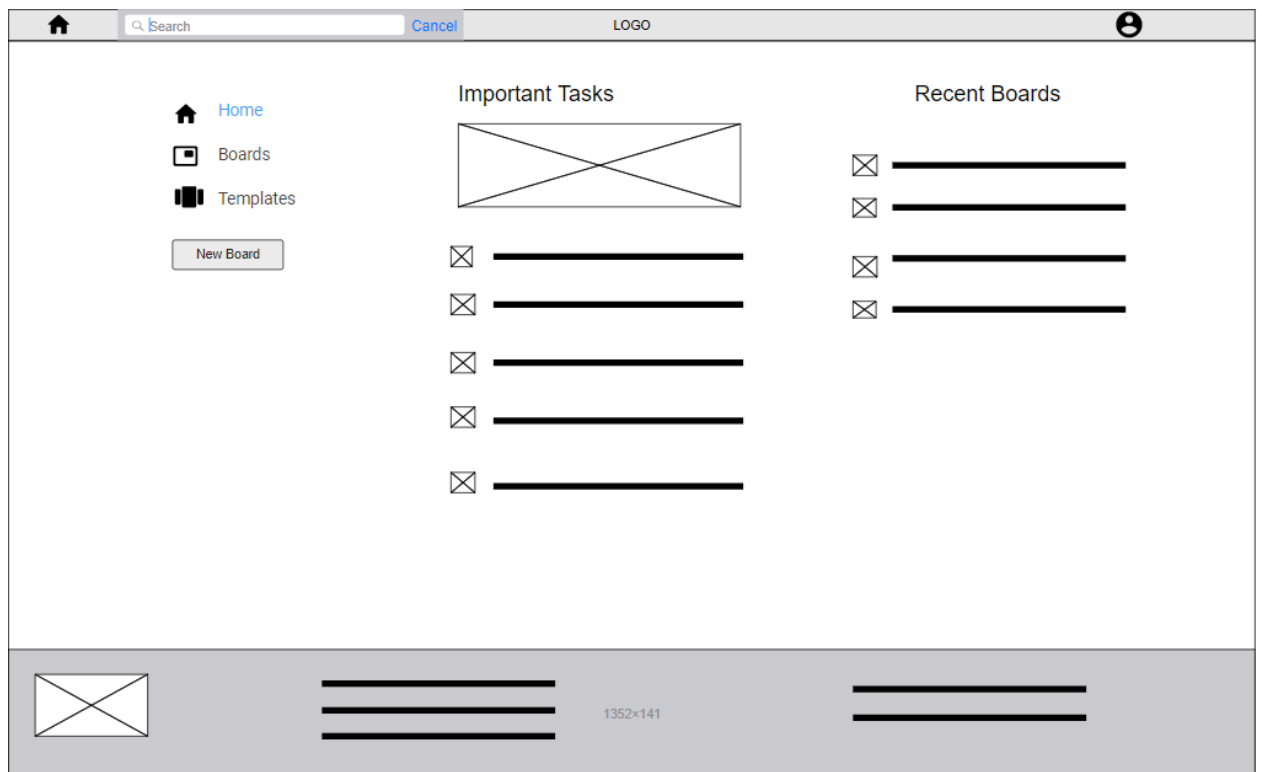 Search
Cancel
LOGO
Home
Boards
Templates
New Board
Important Tasks
Recent Boards
1352×141